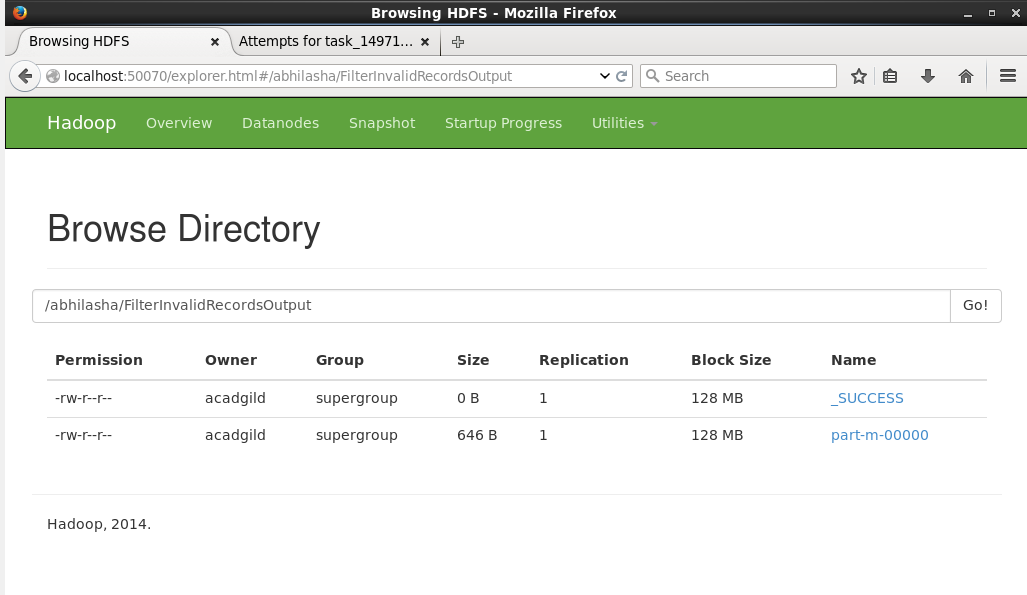 Browsing HDFS - Mozilla Firefox
Browsing HDFS Attempts for task_14971...
localhost:50070/explorer.html#/abhilasha/FilterInvalidRecordsOutput Search
Hadoop Overview Datanodes Snapshot Startup Progress Utilities
Browse Directory
/abhilasha/FilterInvalidRecordsOutput Go!
Permission Owner Group Size Replication Block Size Name
-rw-r--r-- acadgild supergroup 0 B 1 128 MB _SUCCESS
-rw-r--r-- acadgild supergroup 646 B 1 128 MB part-m-00000
Hadoop, 2014.